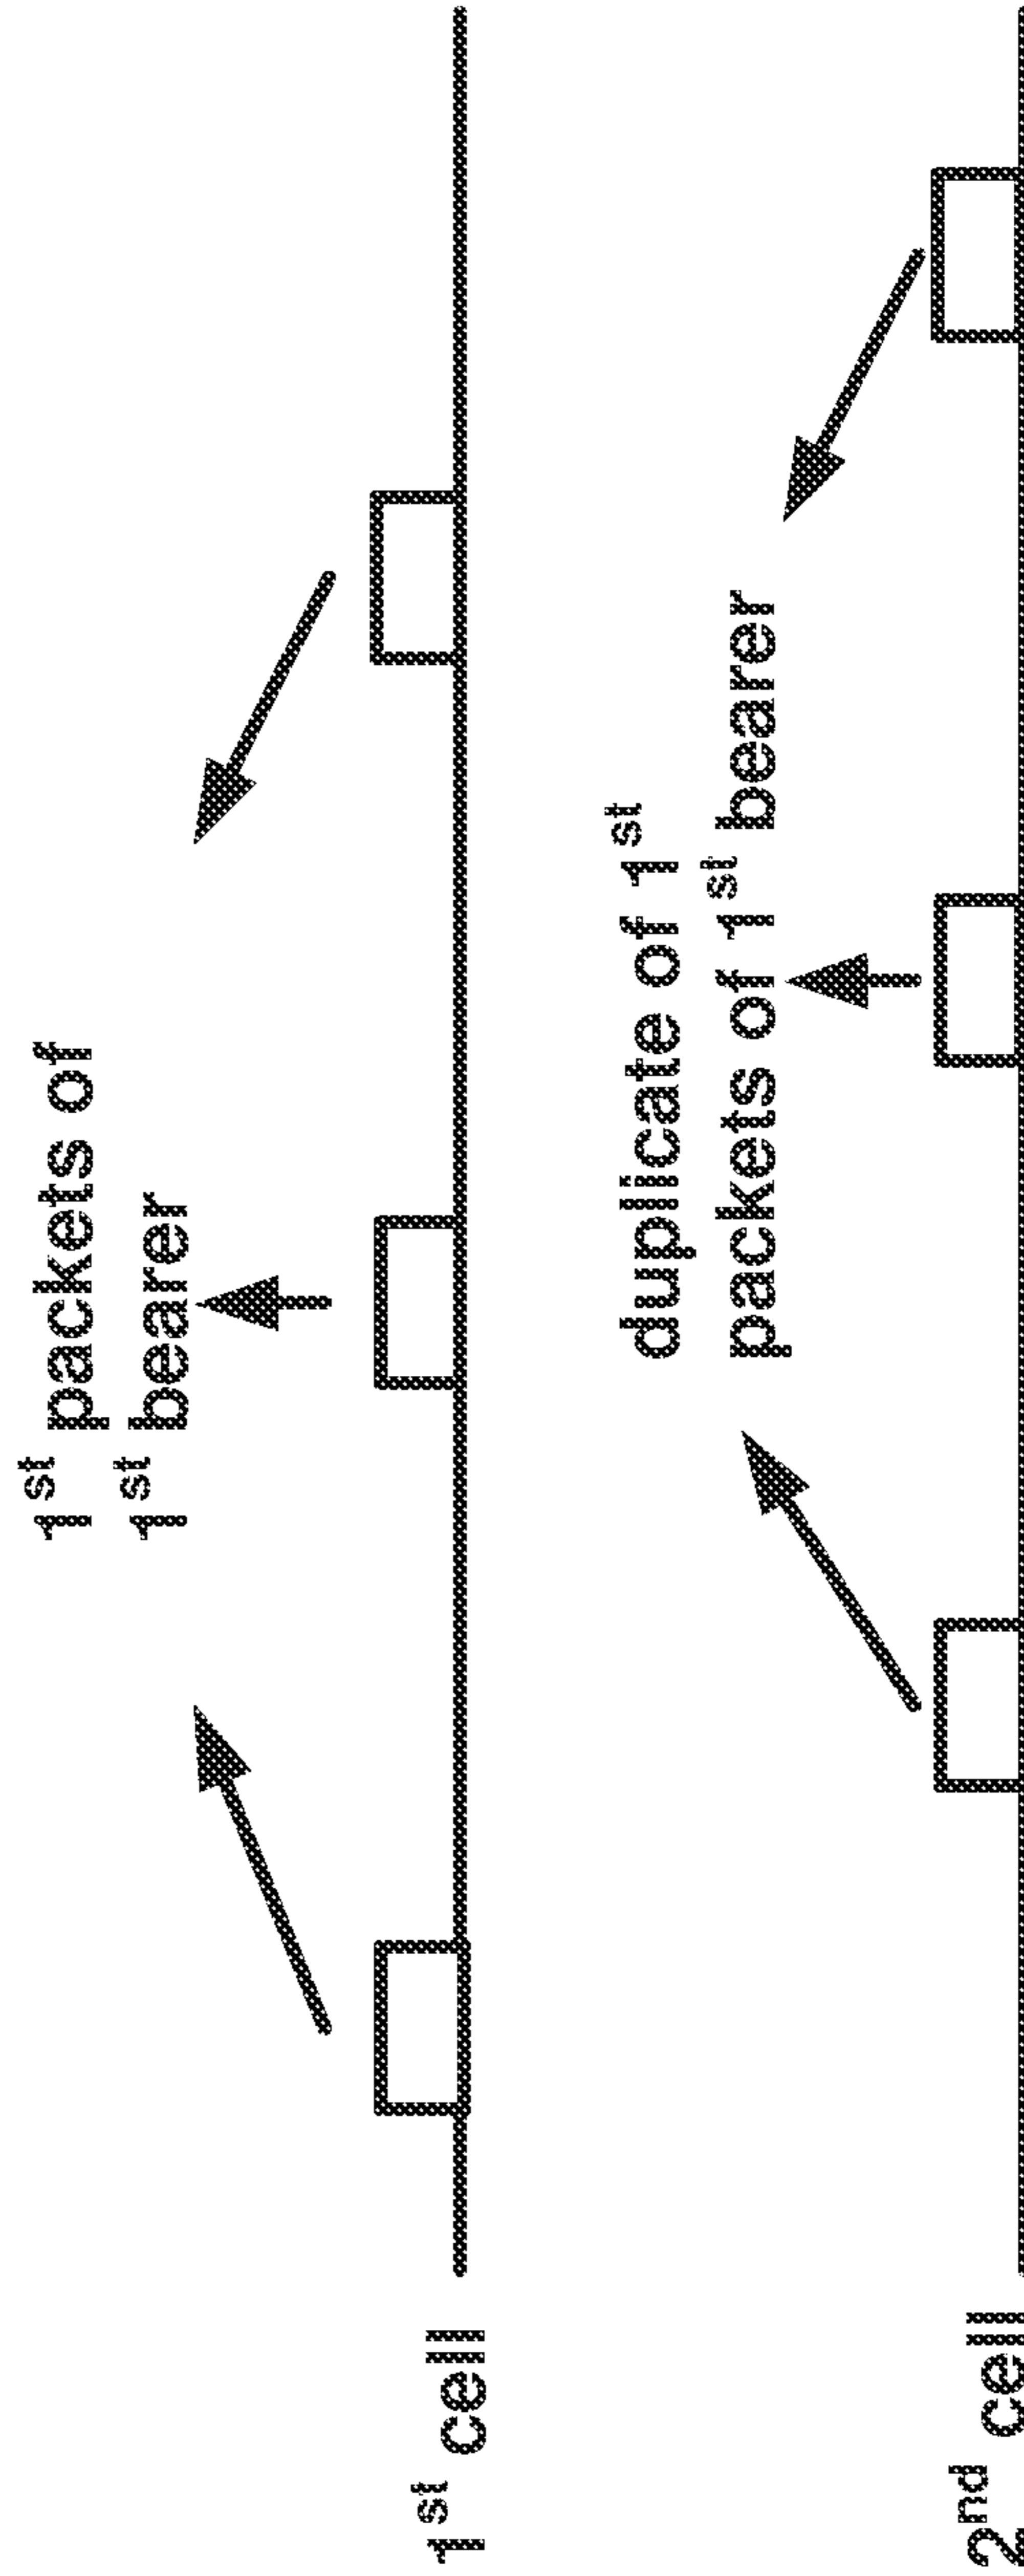 1st packets of
1st bearer
1st cell
duplicate of 1st
packets of 1st bearer
2nd cell